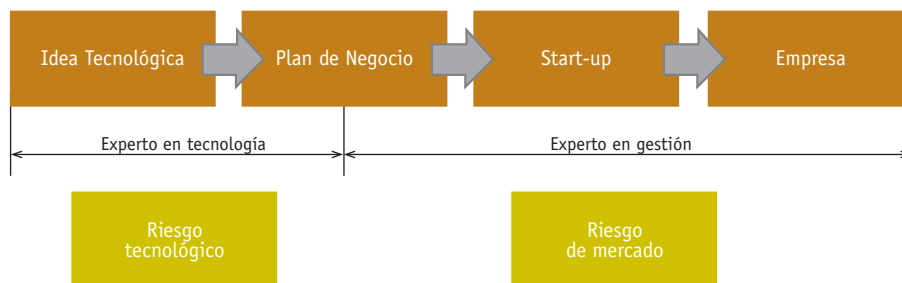 Idea Tecnológica
Plan de Negocio
Start-up
Empresa
Experto en tecnología
Experto en gestión
Riesgo
tecnológico
Riesgo
de mercado